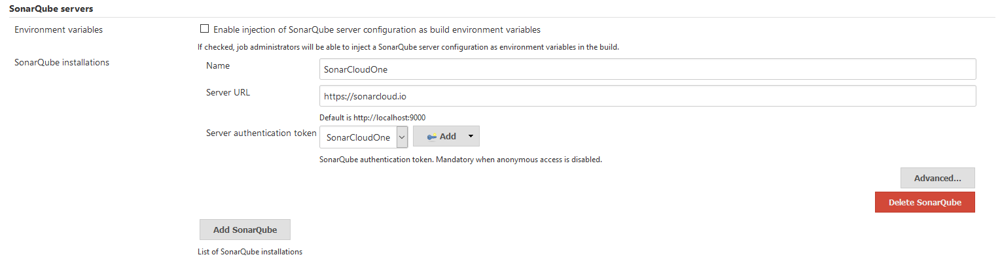 SonarQube servers
Environment variables
Enable injection of SonarQube server configuration as build environment variables
If checked, job administrators will be able to inject a SonarQube server configuration as environment variables in the build.
SonarQube installations
Name
SonarCloudOne
Server URL
https://sonarcloud.io
Default is http://localhost:9000
Server authentication token
SonarCloudOne
Add
SonarQube authentication token. Mandatory when anonymous access is disabled.
Advanced...
Delete SonarQube
Add SonarQube
List of SonarQube installations